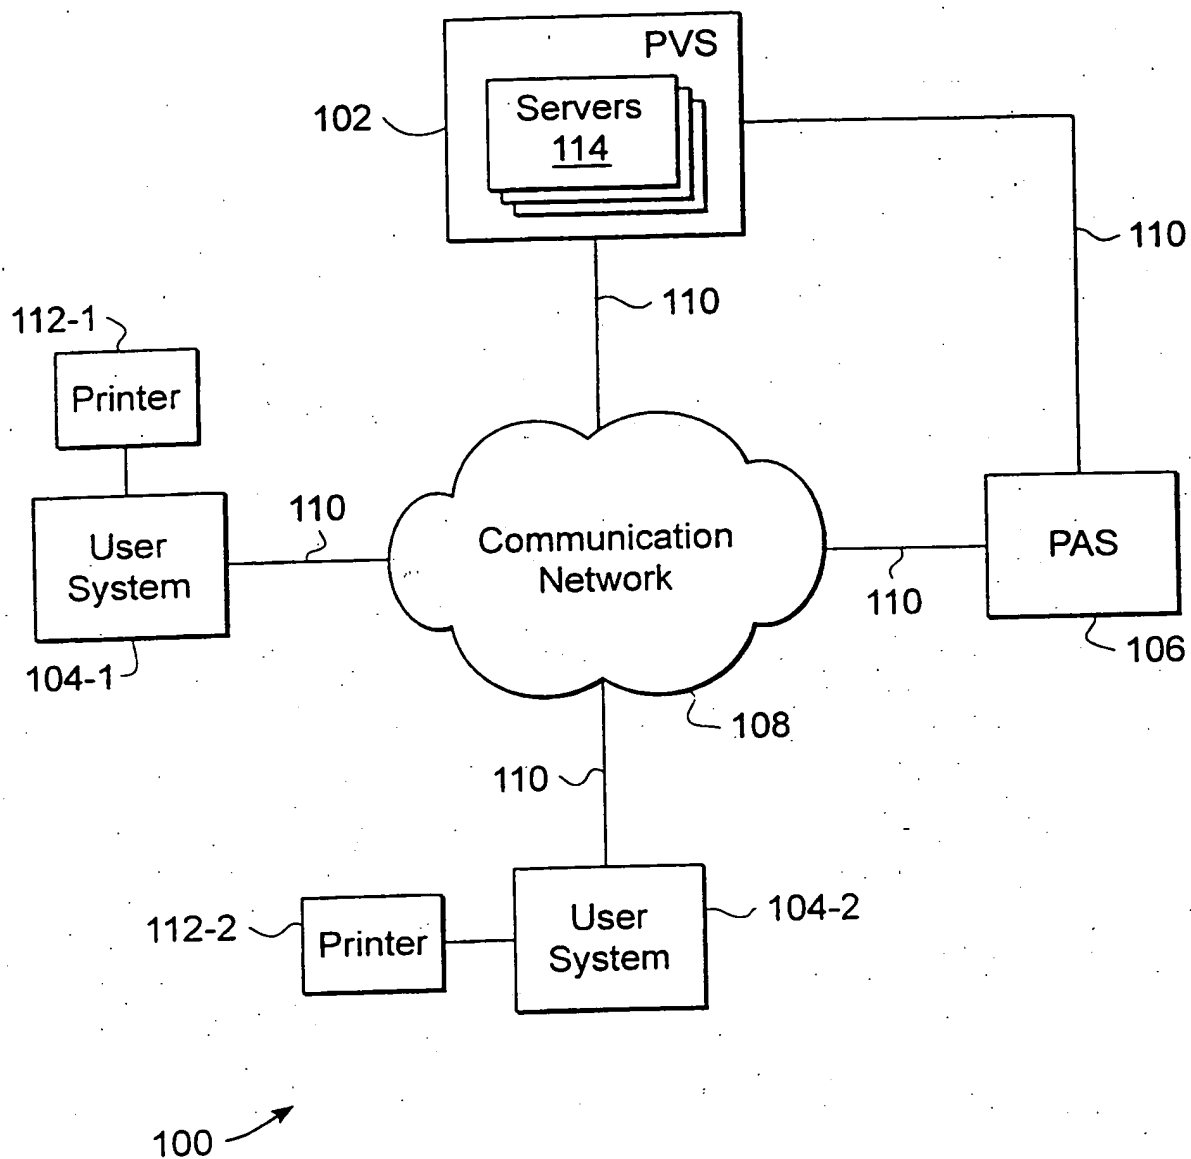 PVS
Servers
114
102
110
110
112-1
Printer
110
User
System
104-1
Communication
Network
110
PAS
106
108
110
112-2
Printer
User
System
104-2
100